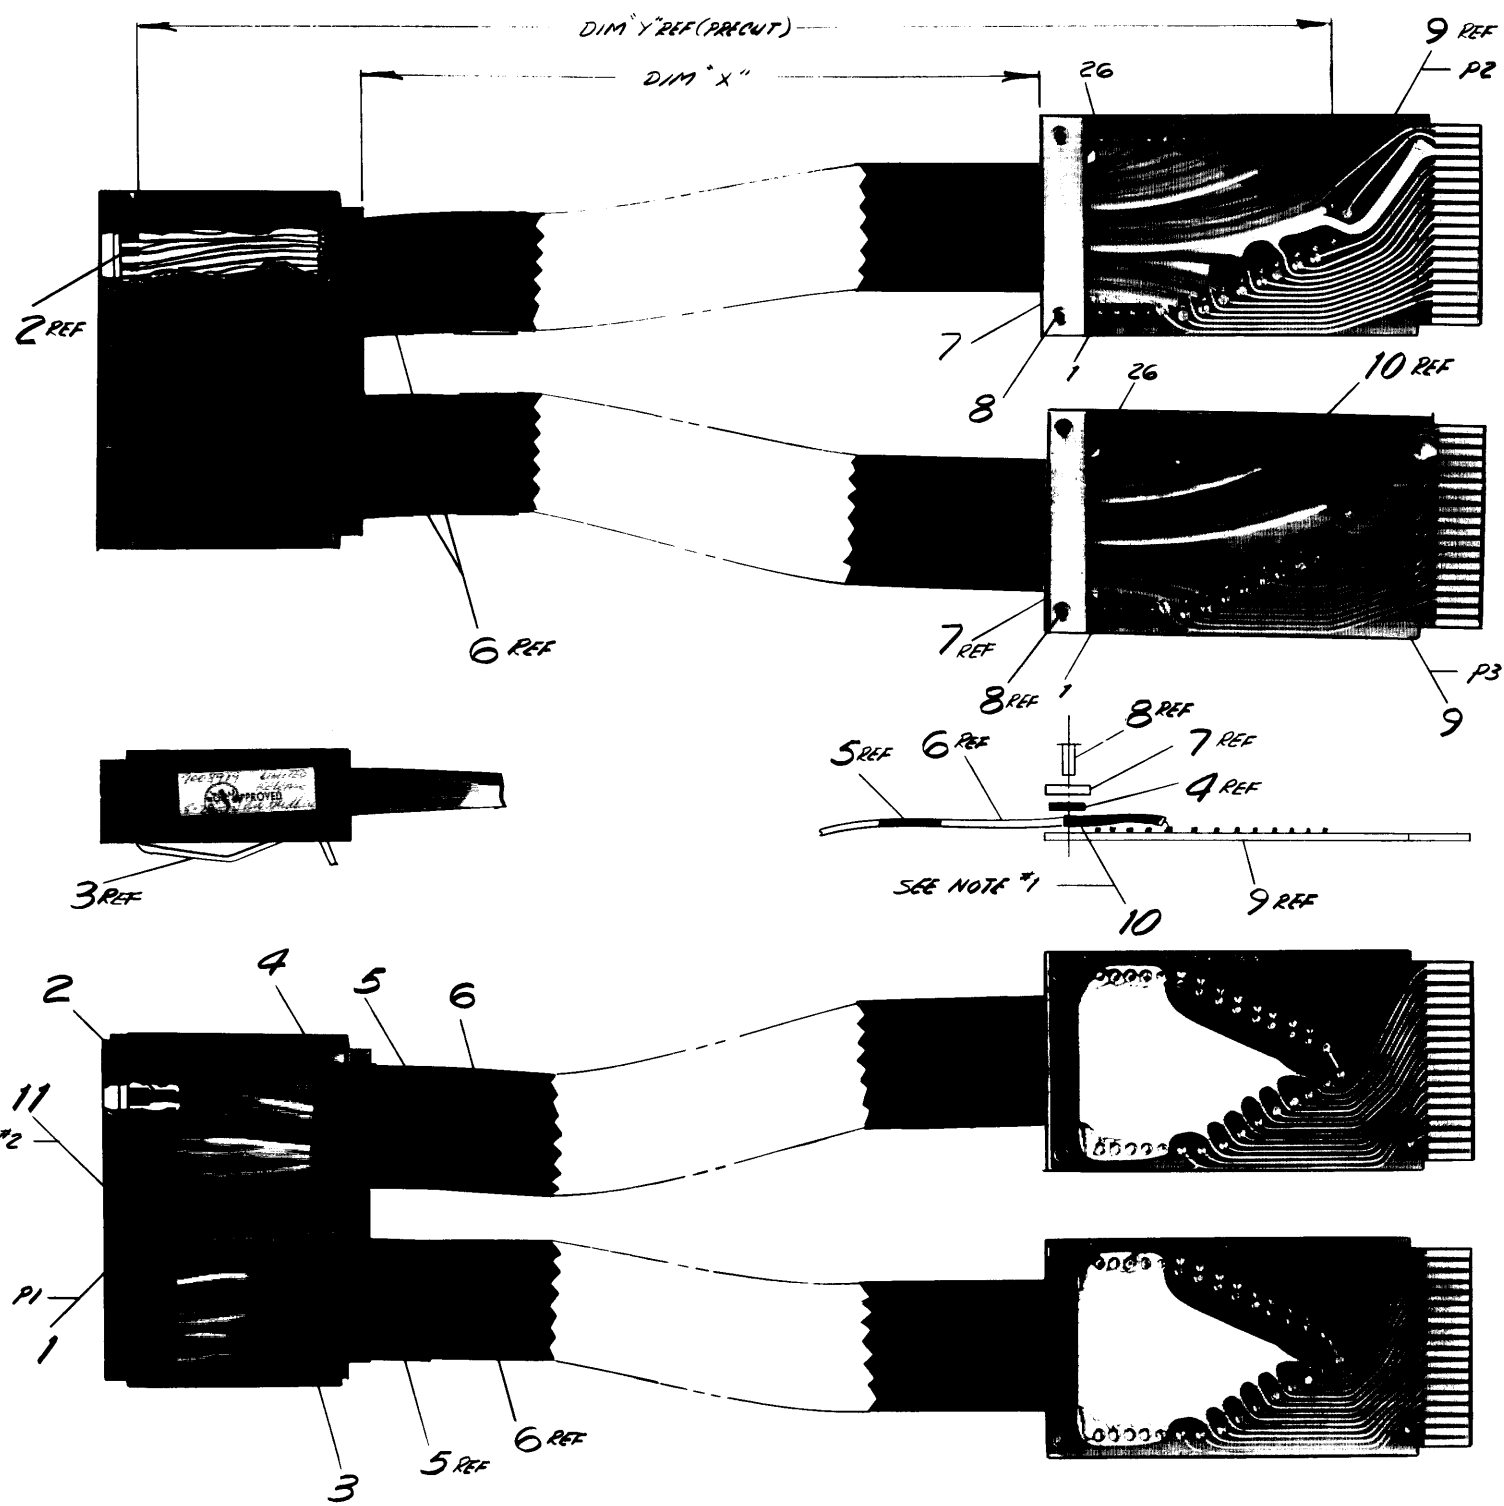 DIM "Y" REF (PRECUT)
DIM "X"
9 REF
P2
26
2 REF
7
8
1
26
10 REF
6 REF
7 REF
8 REF
1
P3
9
8 REF
7 REF
4 REF
5 REF
6 REF
LIMITED
RELEASE
APPROVED
3 REF
SEE NOTE #1
10
9 REF
2
4
5
6
11
#2
P1
1
6 REF
5 REF
3